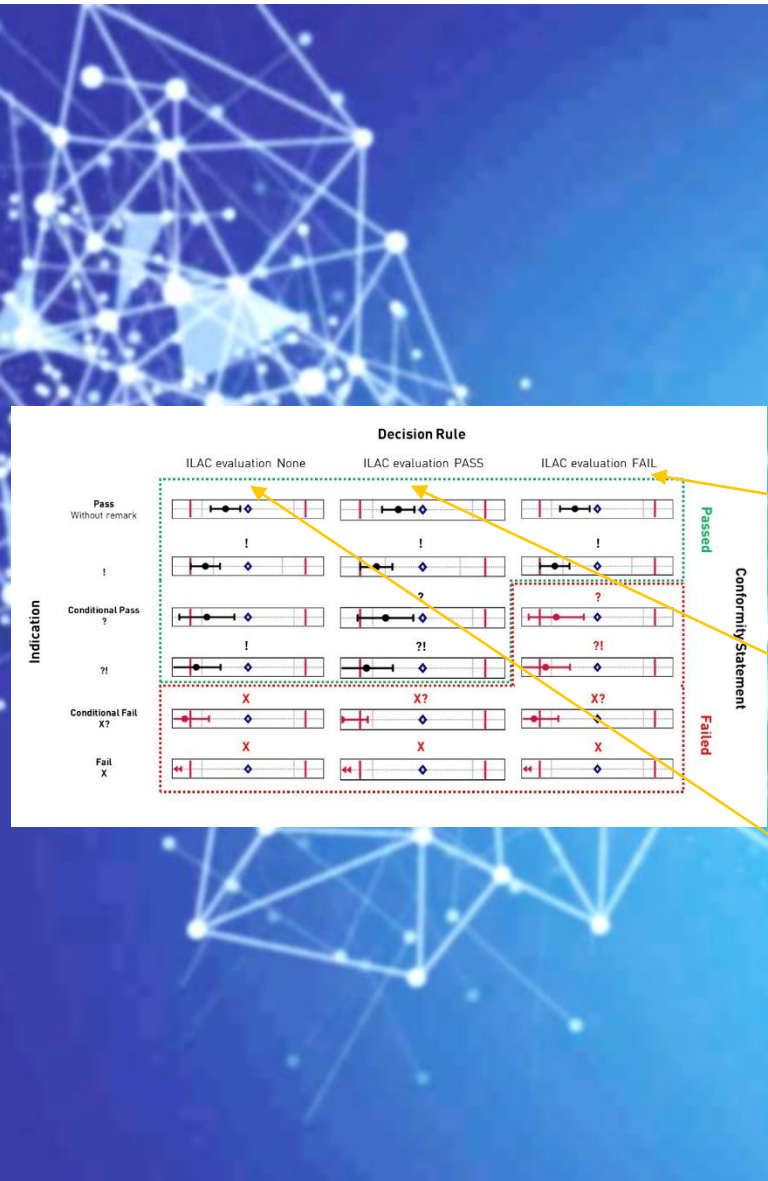 Decision Rule
ILAC evaluation None ILAC evaluation PASS ILAC evaluation FAIL
Pass
Without remark
! ! !
!
?
?
Conditional Pass
?
! ?! ?!
?!
X X? X?
Conditional Fail
X?
X X X
Fail
X
Indication
Passed
Failed
Conformity Statement